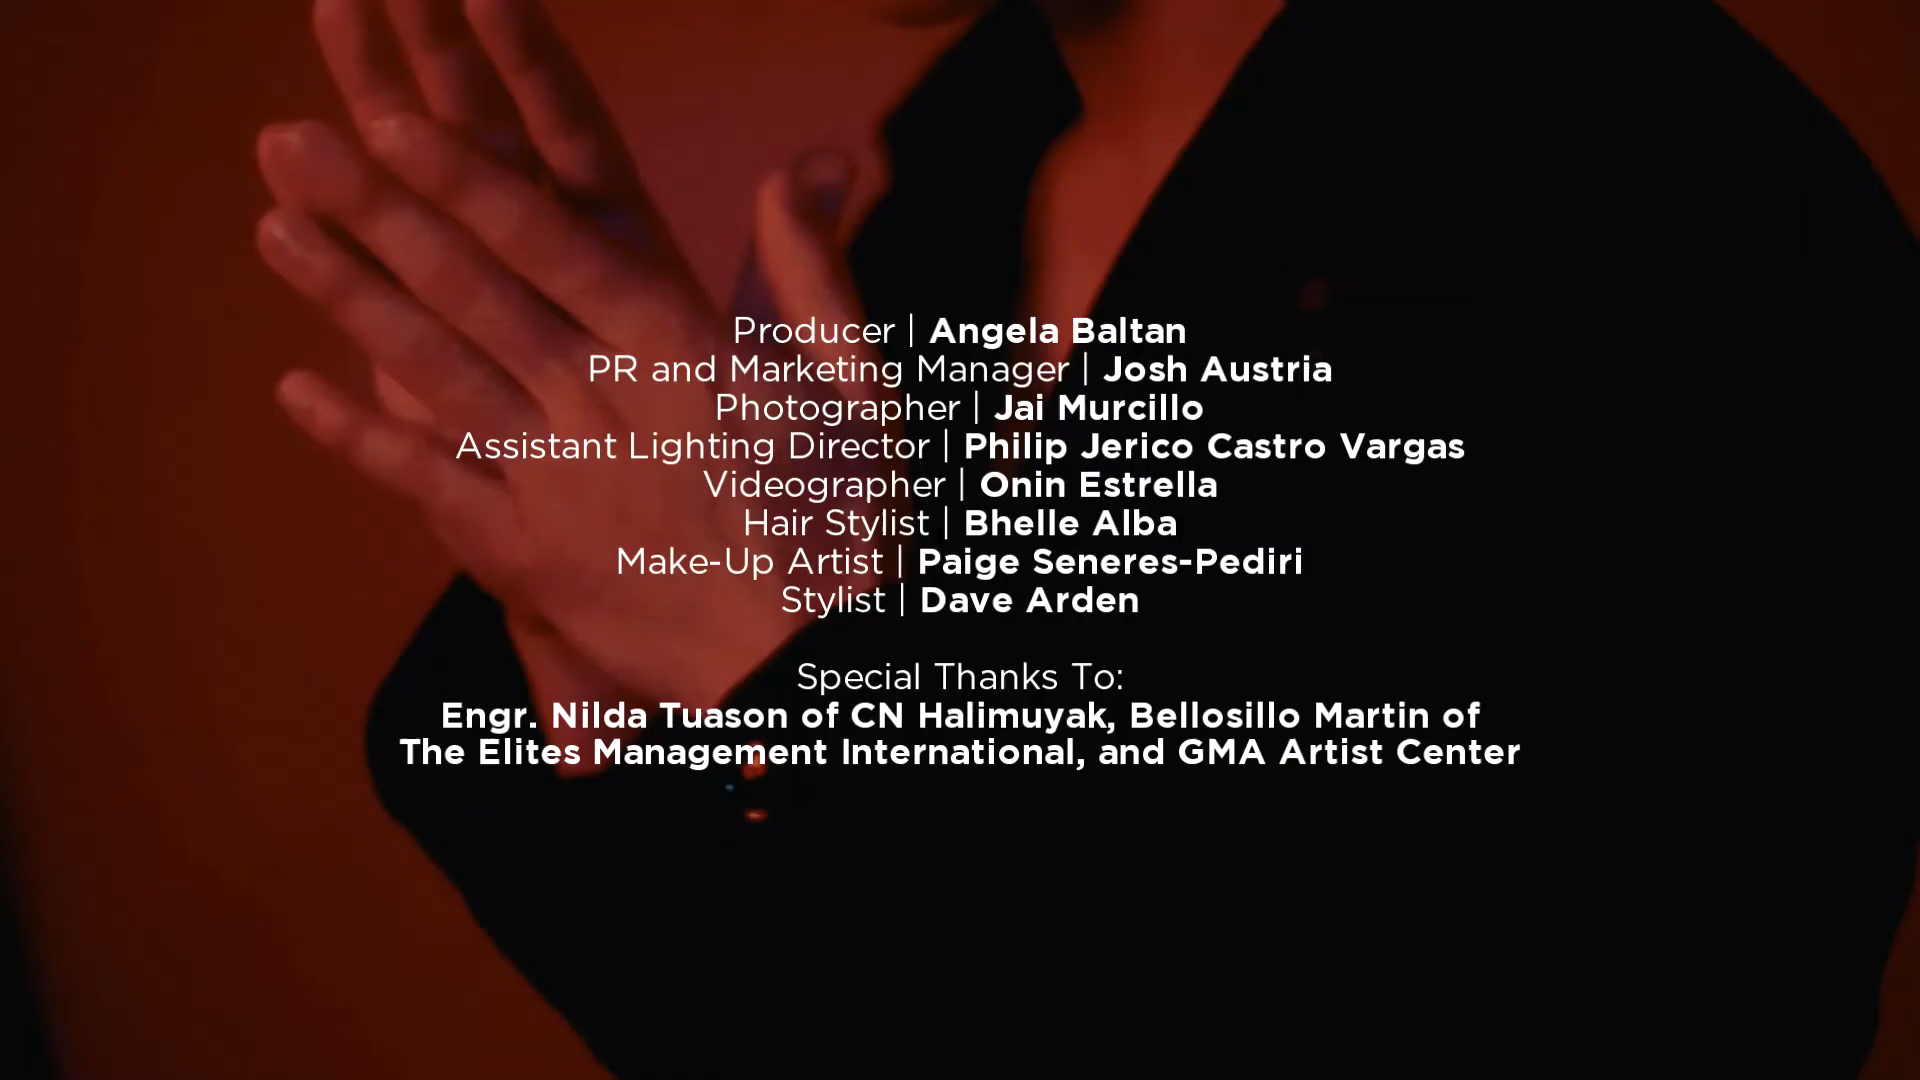 Producer | Angela Baltan
PR and Marketing Manager | Josh Austria
Photographer | Jai Murcillo
Assistant Lighting Director | Philip Jerico Castro Vargas
Videographer | Onin Estrella
Hair Stylist | Bhelle Alba
Make-Up Artist | Paige Seneres-Pediri
Stylist | Dave Arden
Special Thanks To:
Engr. Nilda Tuason of CN Halimuyak, Bellosillo Martin of
The Elites Management International, and GMA Artist Center